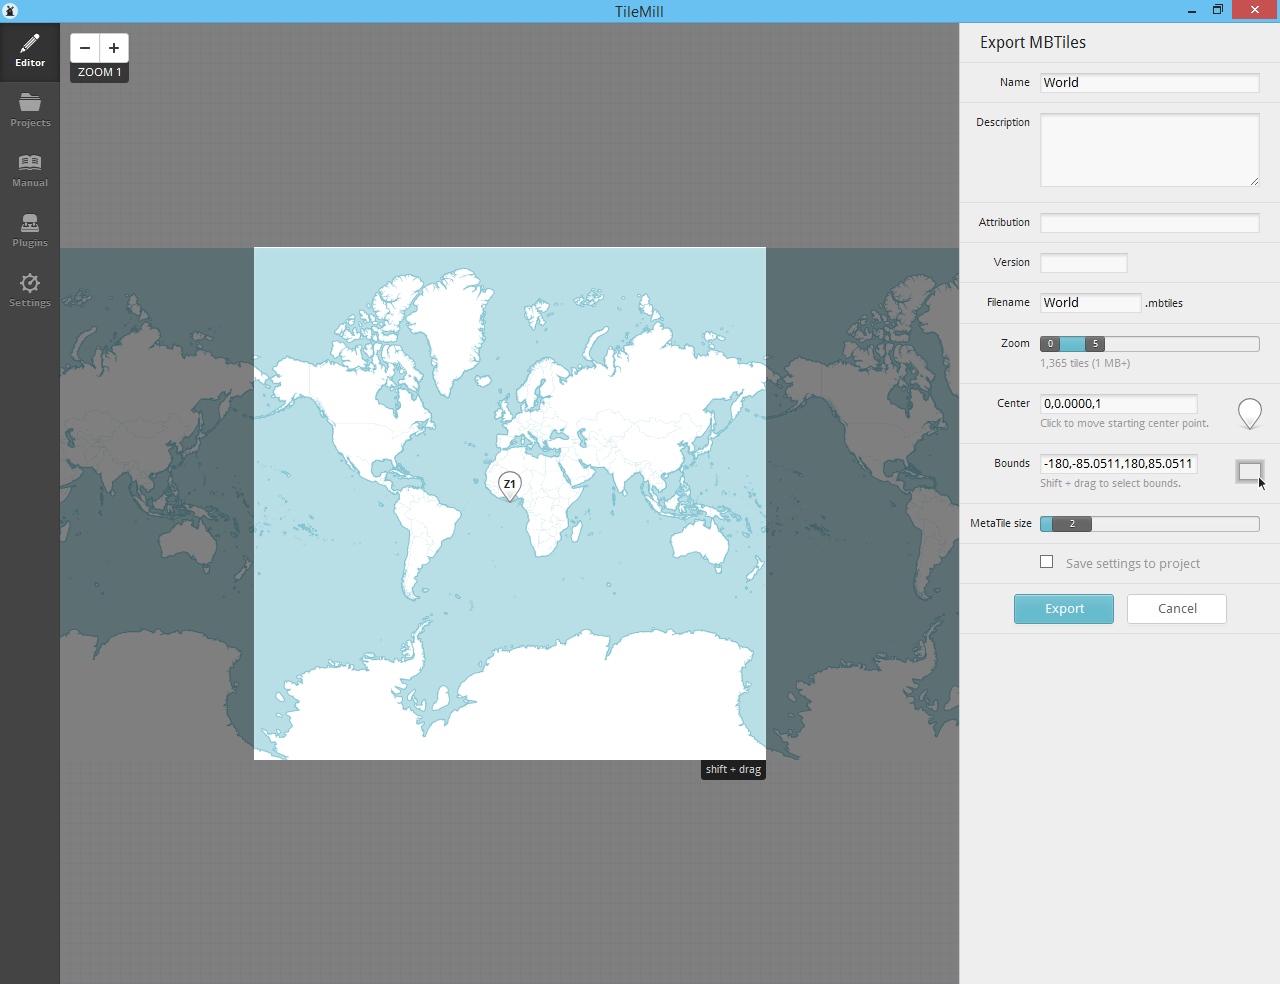 TileMill
Editor
Projects
Manual
Plugins
Settings
− +
ZOOM 1
Z1
shift + drag
Export MBTiles
Name World
Description
Attribution
Version
Filename World .mbtiles
Zoom 0 5
1,365 tiles (1 MB+)
Center 0,0.0000,1
Click to move starting center point.
Bounds -180,-85.0511,180,85.0511
Shift + drag to select bounds.
MetaTile size 2
Save settings to project
Export Cancel